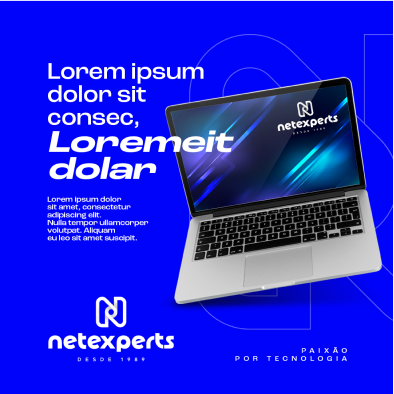 Lorem ipsum
dolor sit
consec,
Loremeit
dolar
Lorem ipsum dolor
sit amet, consectetur
adipiscing elit.
Nulla tempor ullamcorper
volutpat. Aliquam
eu leo sit amet suscipit.
netexperts
DESDE 1989
netexperts
DESDE 1989
PAIXÃO
POR TECNOLOGIA